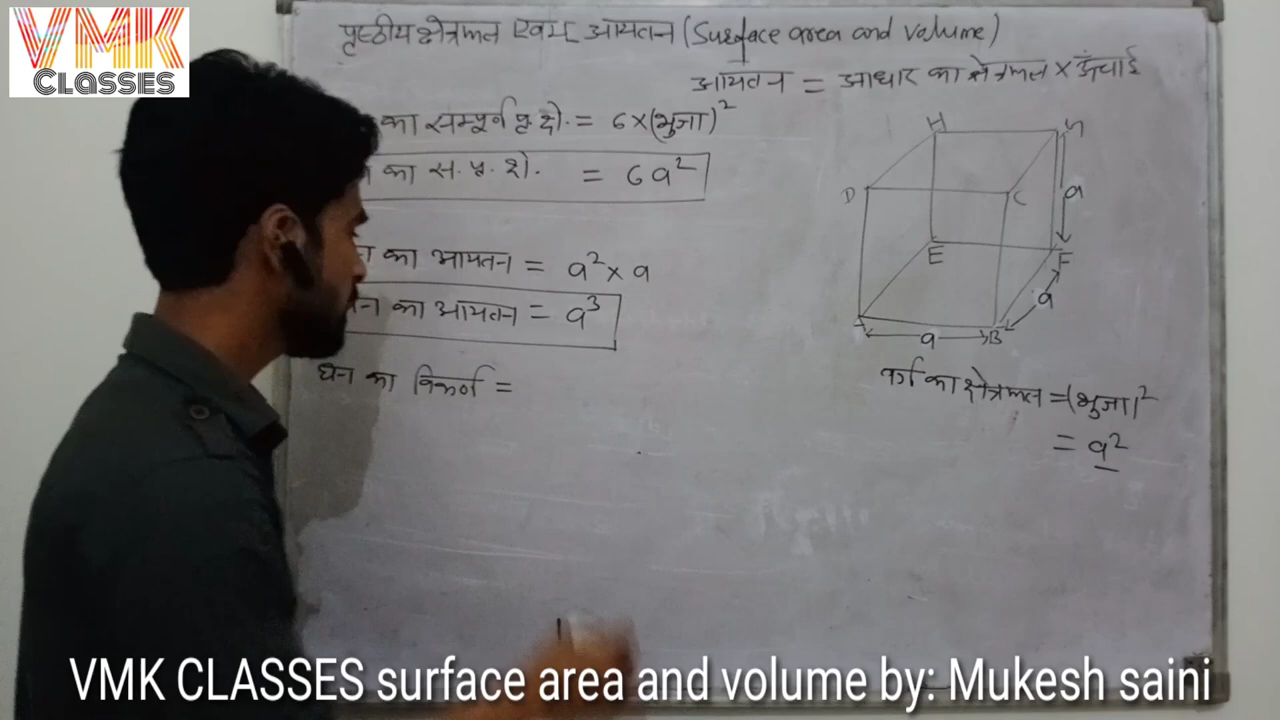 VMK
CLASSES
पृष्ठीय क्षेत्रफल एवम् आयतन (Surface area and volume)
आयतन = आधार का क्षेत्रफल × ऊँचाई
का सम्पूर्ण पृ. क्षे. = 6×(भुजा)²
का स. पृ. क्षे. = 6a²
का आयतन = a²×a
का आयतन = a³
घन का विकर्ण =
H G
D C a
E F
a
A a B
वर्ग का क्षेत्रफल =(भुजा)²
= a²
VMK CLASSES surface area and volume by: Mukesh saini